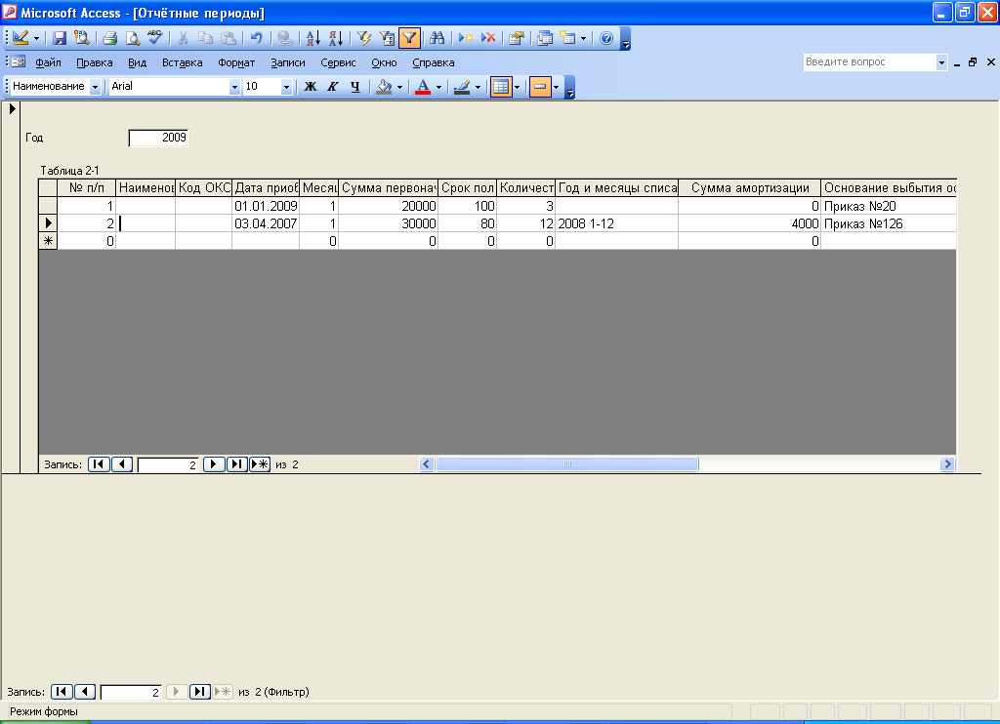 Microsoft Access - [Отчётные периоды]
Файл Правка Вид Вставка Формат Записи Сервис Окно Справка Введите вопрос
Наименование Arial 10 Ж К Ч
Год 2009
Таблица 2-1
№ п/п Наименов Код ОКС Дата приоб Месяц Сумма первонач Срок пол Количест Год и месяцы списа Сумма амортизации Основание выбытия ос
1 01.01.2009 1 20000 100 3 0 Приказ №20
2 03.04.2007 1 30000 80 12 2008 1-12 4000 Приказ №126
0 0 0 0 0 0
Запись: 2 из 2
Запись: 2 из 2 (Фильтр)
Режим формы